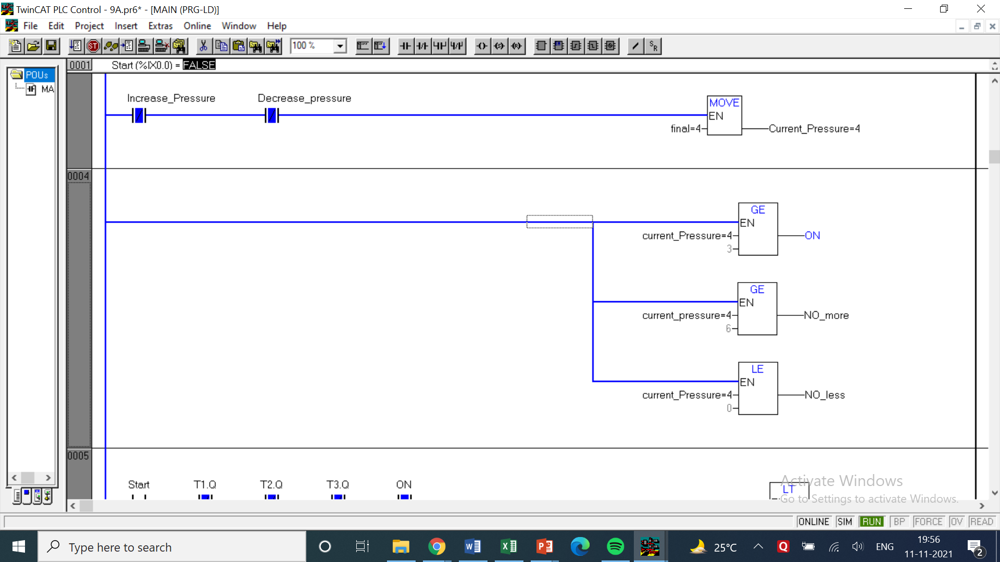 TwinCAT PLC Control - 9A.pr6* - [MAIN (PRG-LD)]
File Edit Project Insert Extras Online Window Help
100 %
0001 Start (%IX0.0) = FALSE
POUs
MA
Increase_Pressure Decrease_pressure
MOVE
EN
final=4 Current_Pressure=4
0004
GE
EN
current_Pressure=4 ON
3
GE
EN
current_pressure=4 NO_more
6
LE
EN
current_Pressure=4 NO_less
0
0005
Start T1.Q T2.Q T3.Q ON
LT
Activate Windows
Go to Settings to activate Windows.
ONLINE SIM RUN BP FORCE OV READ
Type here to search
25°C
ENG
19:56
11-11-2021
2